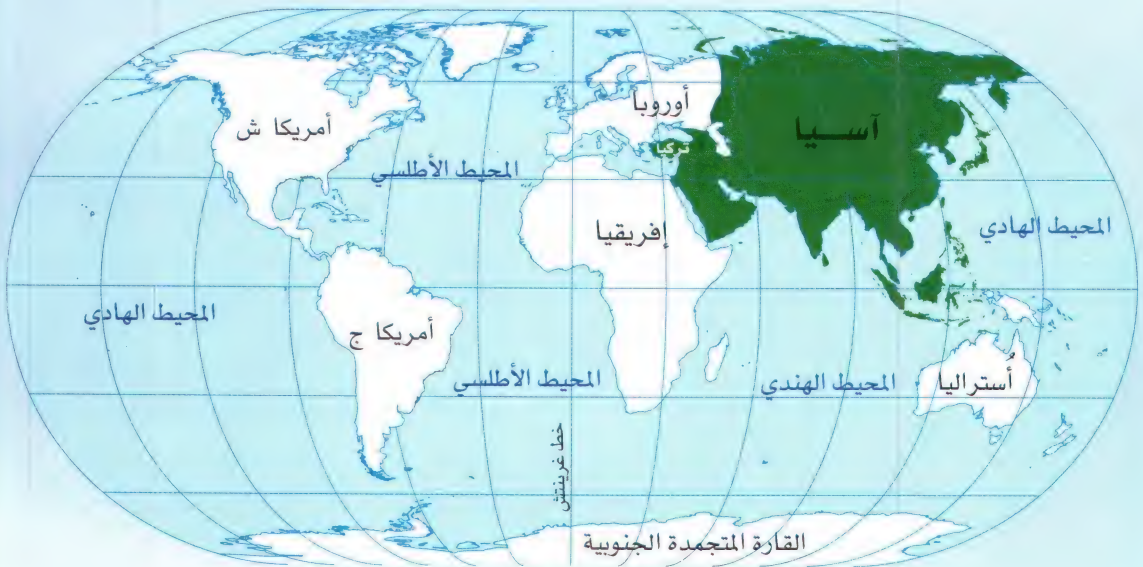 أوروبا
آســيا
أمريكا ش
تركيا
المحيط الأطلسي
إفريقيا
المحيط الهادي
المحيط الهادي
أمريكا ج
المحيط الأطلسي
المحيط الهندي
أُستراليا
خط غرينتش
القارة المتجمدة الجنوبية